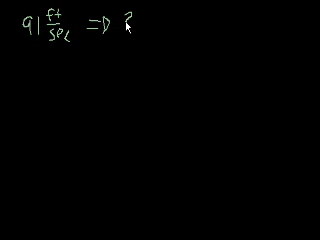 91 ft/sec ⇒ ?